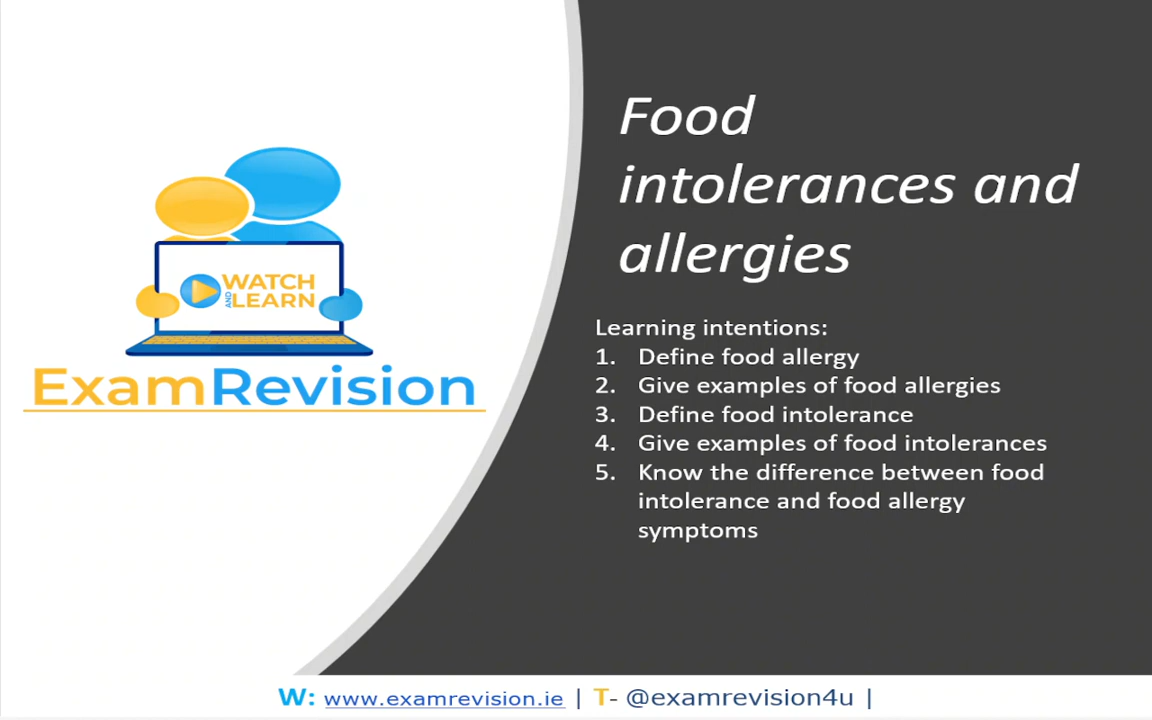 Food
intolerances and
allergies
WATCH
AND LEARN
ExamRevision
Learning intentions:
1. Define food allergy
2. Give examples of food allergies
3. Define food intolerance
4. Give examples of food intolerances
5. Know the difference between food
intolerance and food allergy
symptoms
W: www.examrevision.ie | T- @examrevision4u |